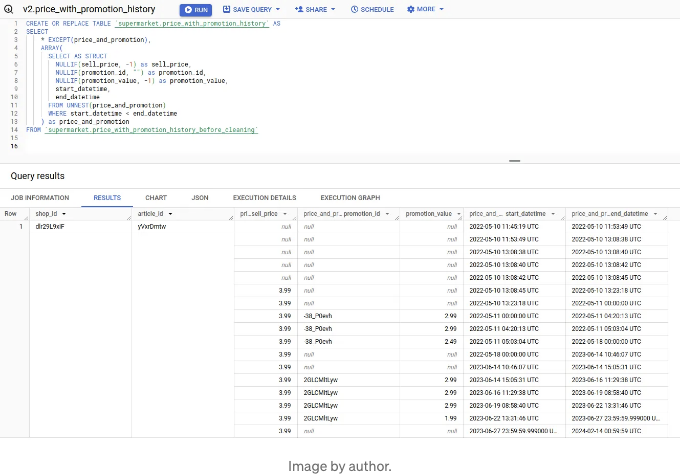 v2.price_with_promotion_history
RUN
SAVE QUERY
SHARE
SCHEDULE
MORE
1 CREATE OR REPLACE TABLE `supermarket.price_with_promotion_history` AS
2 SELECT
3 * EXCEPT(price_and_promotion),
4 ARRAY(
5 SELECT AS STRUCT
6 NULLIF(sell_price, -1) as sell_price,
7 NULLIF(promotion.id, "") as promotion.id,
8 NULLIF(promotion_value, -1) as promotion_value,
9 start_datetime,
10 end_datetime
11 FROM UNNEST(price_and_promotion)
12 WHERE start_datetime < end_datetime
13 ) as price_and_promotion
14 FROM `supermarket.price_with_promotion_history_before_cleaning`
15
16
Query results
JOB INFORMATION RESULTS CHART JSON EXECUTION DETAILS EXECUTION GRAPH
Row shop_id article_id pri...sell_price price_and_pr... promotion_id promotion_value price_and_... start_datetime price_and_pr...end_datetime
1 dlr29L9xIF yVxrDmtw null null null 2022-05-10 11:45:19 UTC 2022-05-10 11:53:49 UTC
null null null 2022-05-10 11:53:49 UTC 2022-05-10 13:08:38 UTC
null null null 2022-05-10 13:08:38 UTC 2022-05-10 13:08:40 UTC
null null null 2022-05-10 13:08:40 UTC 2022-05-10 13:08:42 UTC
null null null 2022-05-10 13:08:42 UTC 2022-05-10 13:08:45 UTC
3.99 null null 2022-05-10 13:08:45 UTC 2022-05-10 13:23:18 UTC
3.99 null null 2022-05-10 13:23:18 UTC 2022-05-11 00:00:00 UTC
3.99 -38_P0evh 2.99 2022-05-11 00:00:00 UTC 2022-05-11 04:20:13 UTC
3.99 -38_P0evh 2.99 2022-05-11 04:20:13 UTC 2022-05-11 05:03:04 UTC
3.99 -38_P0evh 2.49 2022-05-11 05:03:04 UTC 2022-05-18 00:00:00 UTC
3.99 null null 2022-05-18 00:00:00 UTC 2023-06-14 10:46:07 UTC
3.99 null null 2023-06-14 10:46:07 UTC 2023-06-14 15:05:31 UTC
3.99 2GLCMltLyw 2.99 2023-06-14 15:05:31 UTC 2023-06-16 11:29:38 UTC
3.99 2GLCMltLyw 2.99 2023-06-16 11:29:38 UTC 2023-06-19 08:58:40 UTC
3.99 2GLCMltLyw 2.99 2023-06-19 08:58:40 UTC 2023-06-22 13:31:46 UTC
3.99 2GLCMltLyw 1.99 2023-06-22 13:31:46 UTC 2023-06-27 23:59:59.999000 U...
3.99 null null 2023-06-27 23:59:59.999000 U... 2024-02-14 00:59:59 UTC
Image by author.